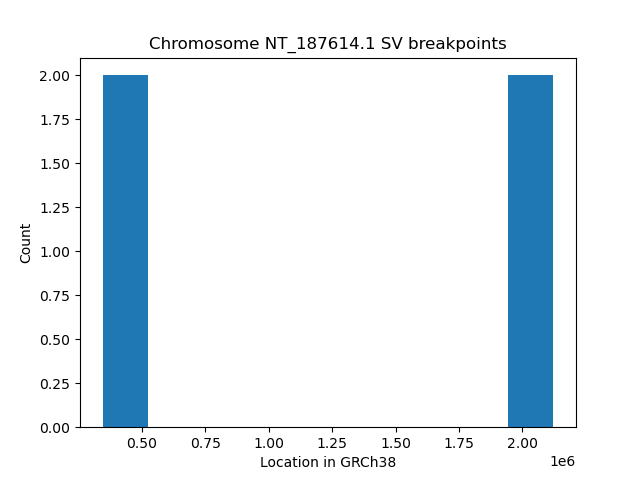 Chromosome NT_187614.1 SV breakpoints
2.00
1.75
1.50
1.25
1.00
0.75
0.50
0.25
0.00
Count
0.50 0.75 1.00 1.25 1.50 1.75 2.00
Location in GRCh38
1e6